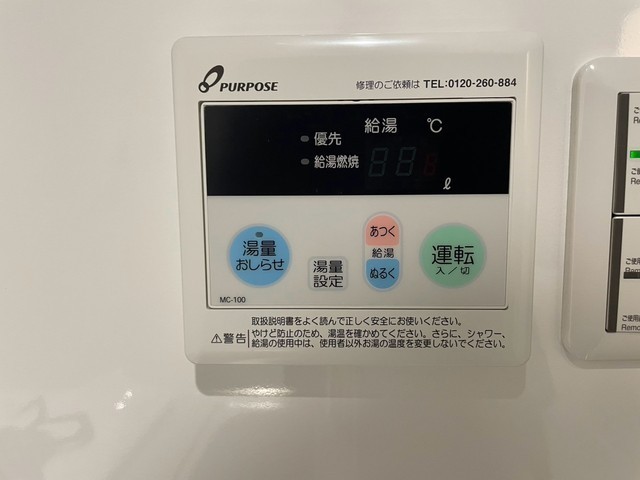 PURPOSE
修理のご依頼は TEL:0120-260-884
給湯 ℃
優先
給湯燃焼
ℓ
湯量
おしらせ
湯量
設定
あつく
給湯
ぬるく
運転
入／切
MC-100
取扱説明書をよく読んで正しく安全にお使いください。
⚠警告
やけど防止のため、湯温を確かめてください。さらに、シャワー、
給湯の使用中は、使用者以外お湯の温度を変更しないでください。